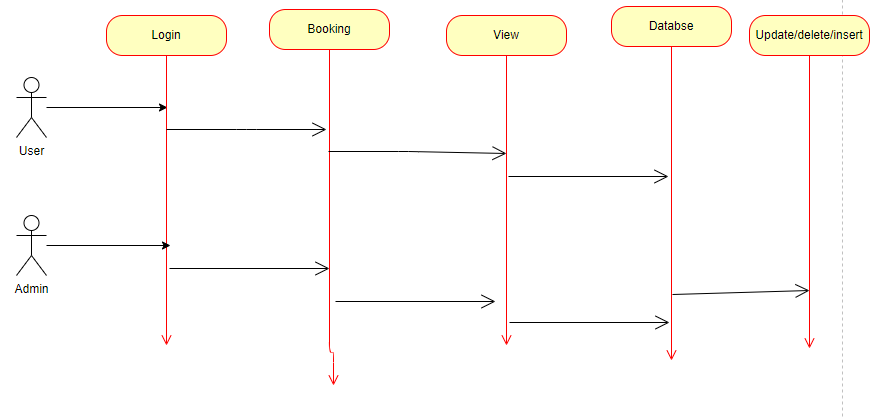 Login
Booking
View
Databse
Update/delete/insert
User
Admin